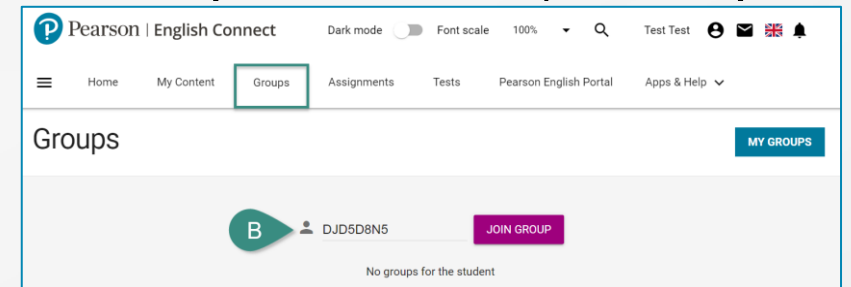 Pearson | English Connect Dark mode Font scale 100% Test Test
Home My Content Groups Assignments Tests Pearson English Portal Apps & Help
Groups
MY GROUPS
B DJD5D8N5 JOIN GROUP
No groups for the student